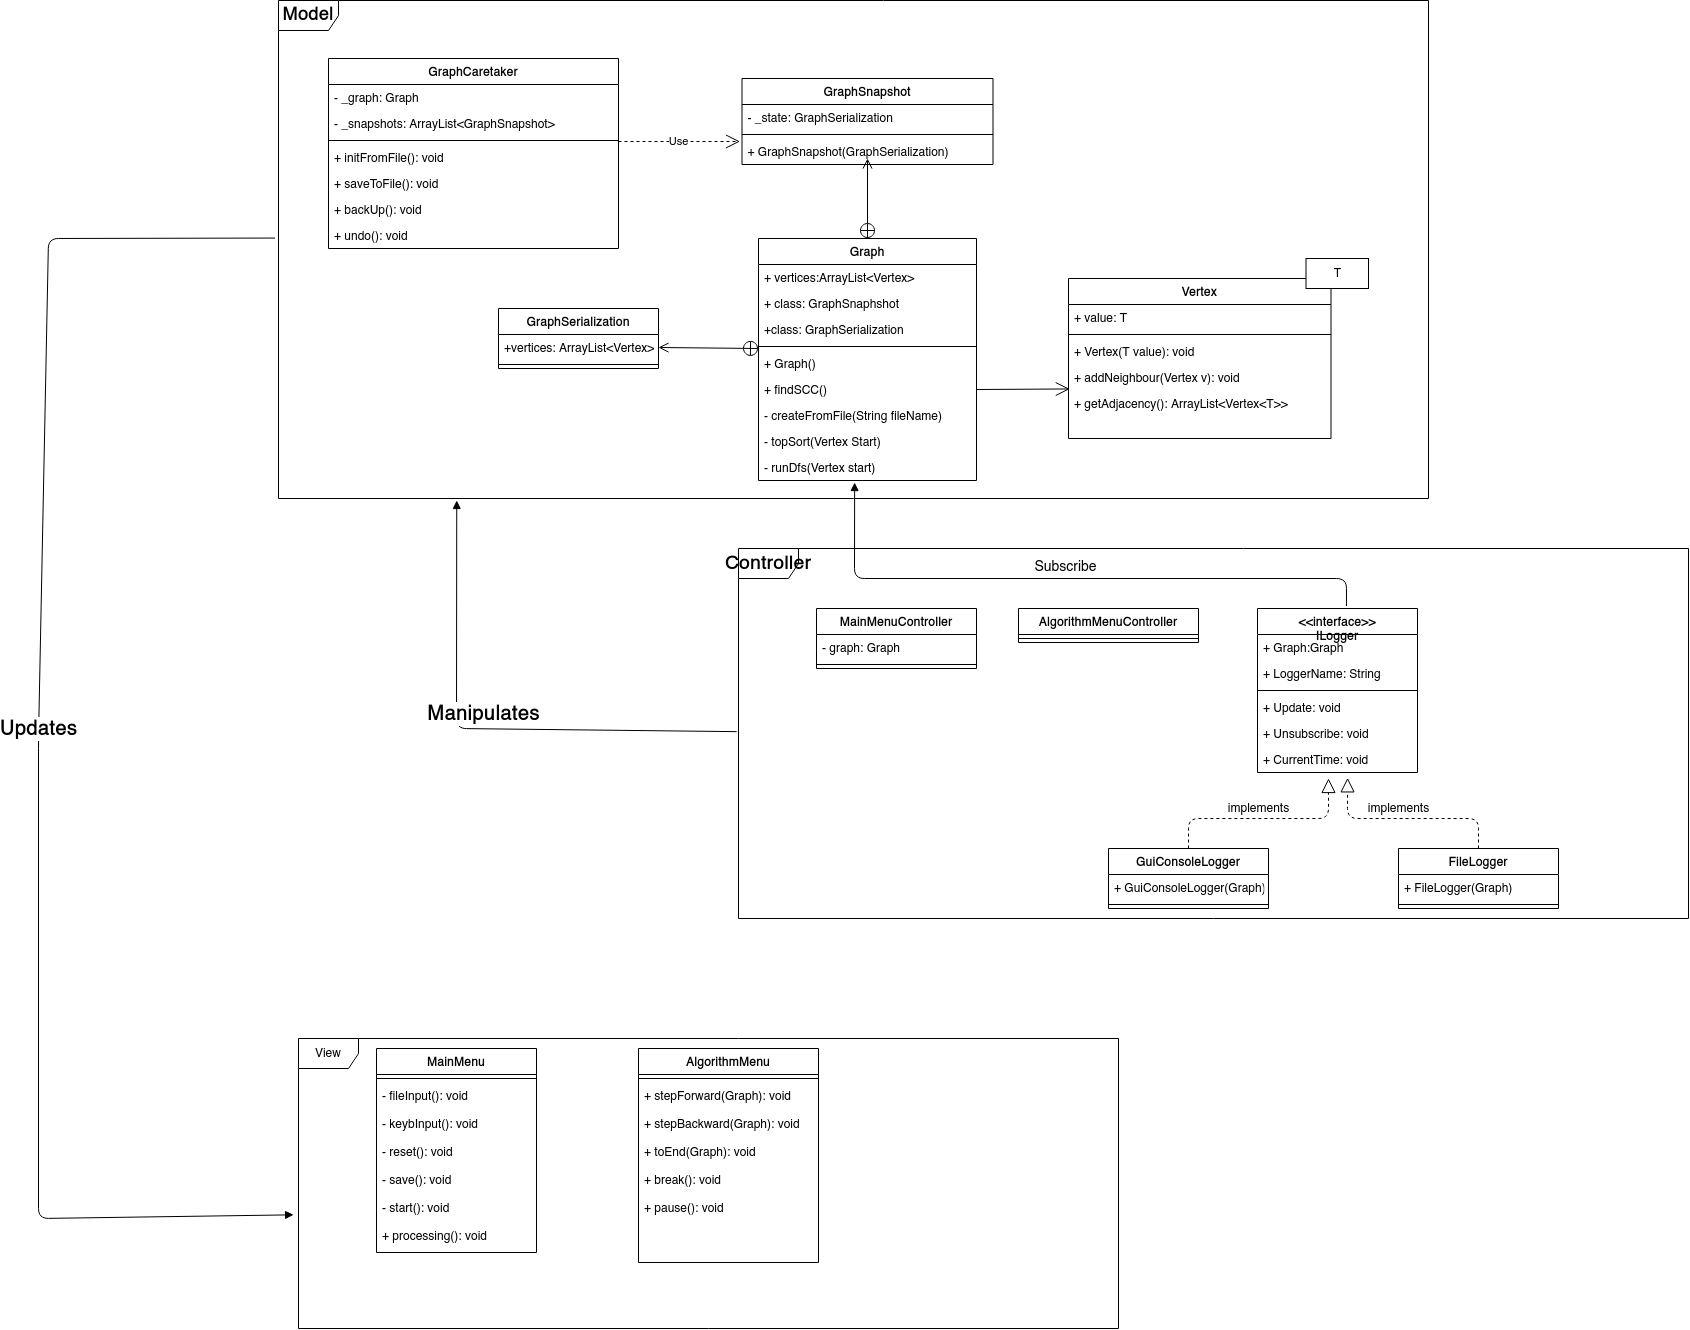 Model
GraphCaretaker
- _graph: Graph
- _snapshots: ArrayList<GraphSnapshot>
+ initFromFile(): void
+ saveToFile(): void
+ backUp(): void
+ undo(): void
Use
GraphSnapshot
- _state: GraphSerialization
+ GraphSnapshot(GraphSerialization)
Graph
+ vertices:ArrayList<Vertex>
+ class: GraphSnaphshot
+class: GraphSerialization
+ Graph()
+ findSCC()
- createFromFile(String fileName)
- topSort(Vertex Start)
- runDfs(Vertex start)
GraphSerialization
+vertices: ArrayList<Vertex>
T
Vertex
+ value: T
+ Vertex(T value): void
+ addNeighbour(Vertex v): void
+ getAdjacency(): ArrayList<Vertex<T>>
Controller
Subscribe
MainMenuController
- graph: Graph
AlgorithmMenuController
<<interface>>
ILogger
+ Graph:Graph
+ LoggerName: String
+ Update: void
+ Unsubscribe: void
+ CurrentTime: void
implements
implements
GuiConsoleLogger
+ GuiConsoleLogger(Graph)
FileLogger
+ FileLogger(Graph)
Manipulates
Updates
View
MainMenu
- fileInput(): void
- keybInput(): void
- reset(): void
- save(): void
- start(): void
+ processing(): void
AlgorithmMenu
+ stepForward(Graph): void
+ stepBackward(Graph): void
+ toEnd(Graph): void
+ break(): void
+ pause(): void